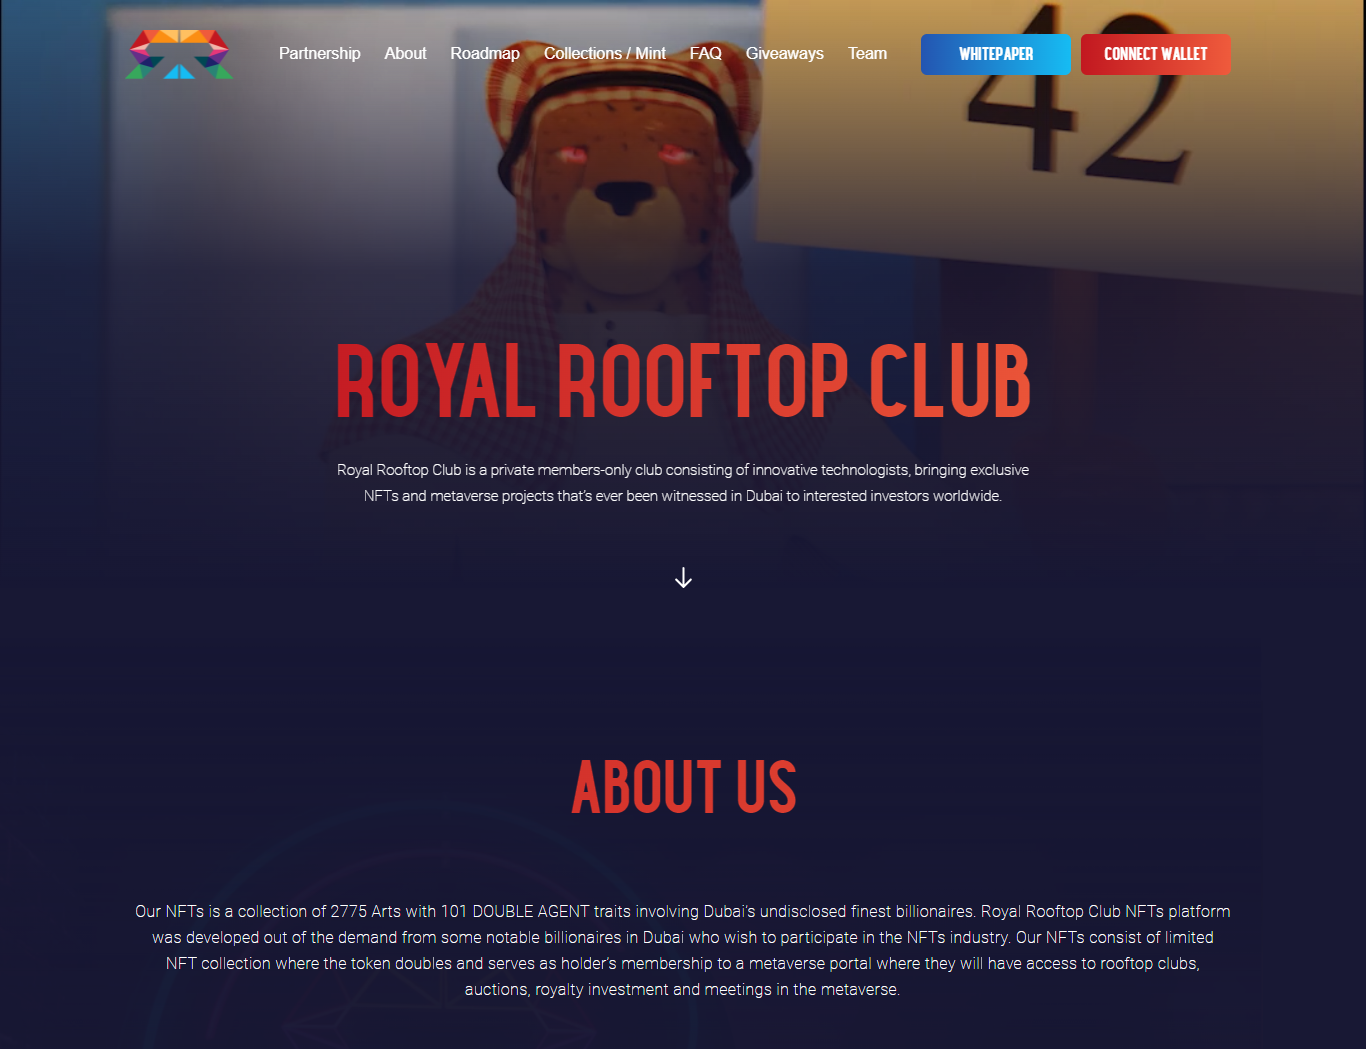 Partnership About Roadmap Collections / Mint FAQ Giveaways Team WHITEPAPER CONNECT WALLET
42
ROYAL ROOFTOP CLUB
Royal Rooftop Club is a private members-only club consisting of innovative technologists, bringing exclusive
NFTs and metaverse projects that's ever been witnessed in Dubai to interested investors worldwide.
ABOUT US
Our NFTs is a collection of 2775 Arts with 101 DOUBLE AGENT traits involving Dubai's undisclosed finest billionaires. Royal Rooftop Club NFTs platform
was developed out of the demand from some notable billionaires in Dubai who wish to participate in the NFTs industry. Our NFTs consist of limited
NFT collection where the token doubles and serves as holder's membership to a metaverse portal where they will have access to rooftop clubs,
auctions, royalty investment and meetings in the metaverse.